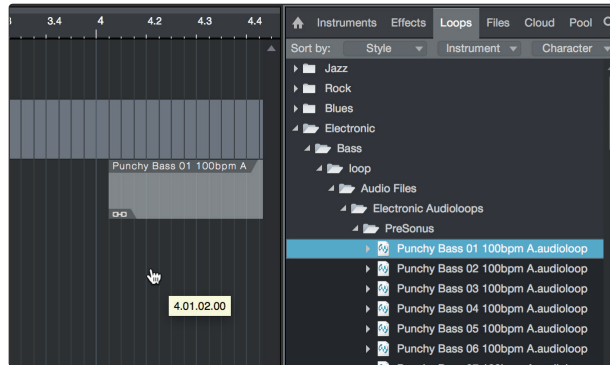 3.4 4 4.2 4.3 4.4
Punchy Bass 01 100bpm A
4.01.02.00
Instruments Effects Loops Files Cloud Pool
Sort by: Style Instrument Character
Jazz
Rock
Blues
Electronic
Bass
loop
Audio Files
Electronic Audioloops
PreSonus
Punchy Bass 01 100bpm A.audioloop
Punchy Bass 02 100bpm A.audioloop
Punchy Bass 03 100bpm A.audioloop
Punchy Bass 04 100bpm A.audioloop
Punchy Bass 05 100bpm A.audioloop
Punchy Bass 06 100bpm A.audioloop